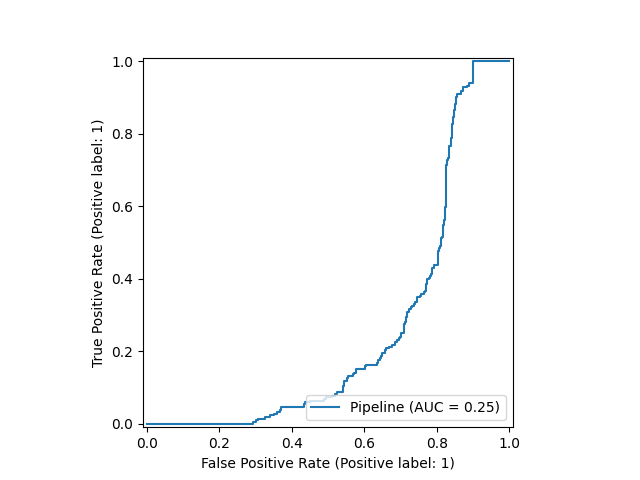 1.0
0.8
0.6
0.4
0.2
0.0
True Positive Rate (Positive label: 1)
Pipeline (AUC = 0.25)
0.0 0.2 0.4 0.6 0.8 1.0
False Positive Rate (Positive label: 1)